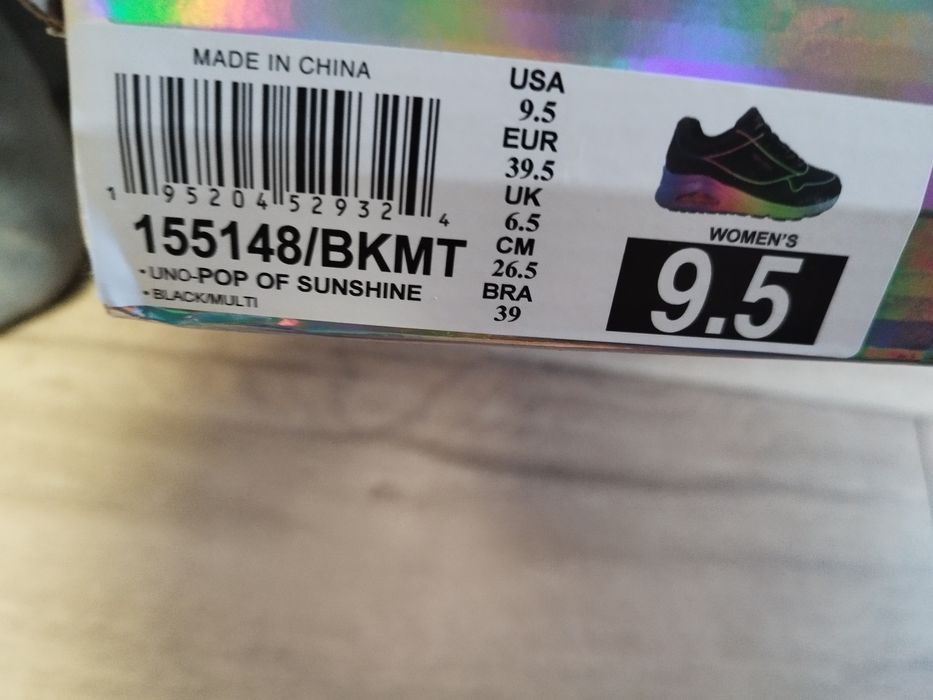 MADE IN CHINA
1 95204 52932 4
155148/BKMT
• UNO-POP OF SUNSHINE
• BLACK/MULTI
USA
9.5
EUR
39.5
UK
6.5
CM
26.5
BRA
39
WOMEN'S
9.5